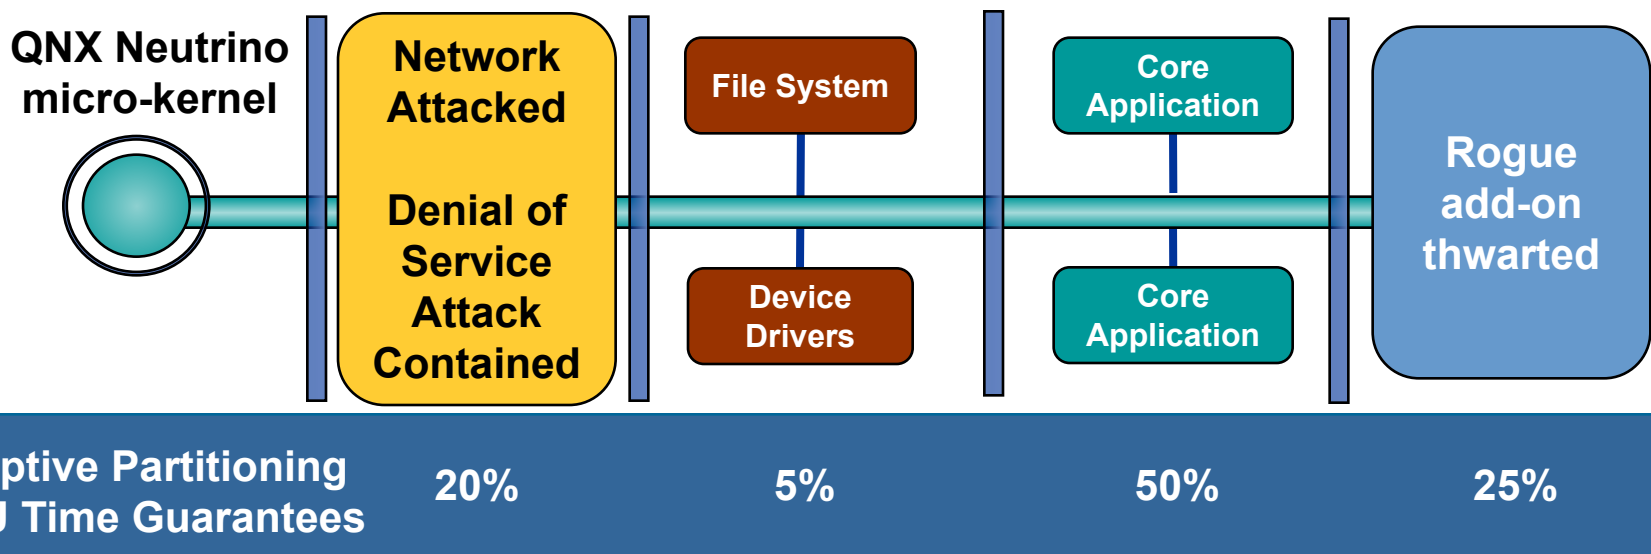 QNX Neutrino
micro-kernel
Network
Attacked
Denial of
Service
Attack
Contained
File System
Device
Drivers
Core
Application
Core
Application
Rogue
add-on
thwarted
ptive Partitioning
Time Guarantees
20%
5%
50%
25%